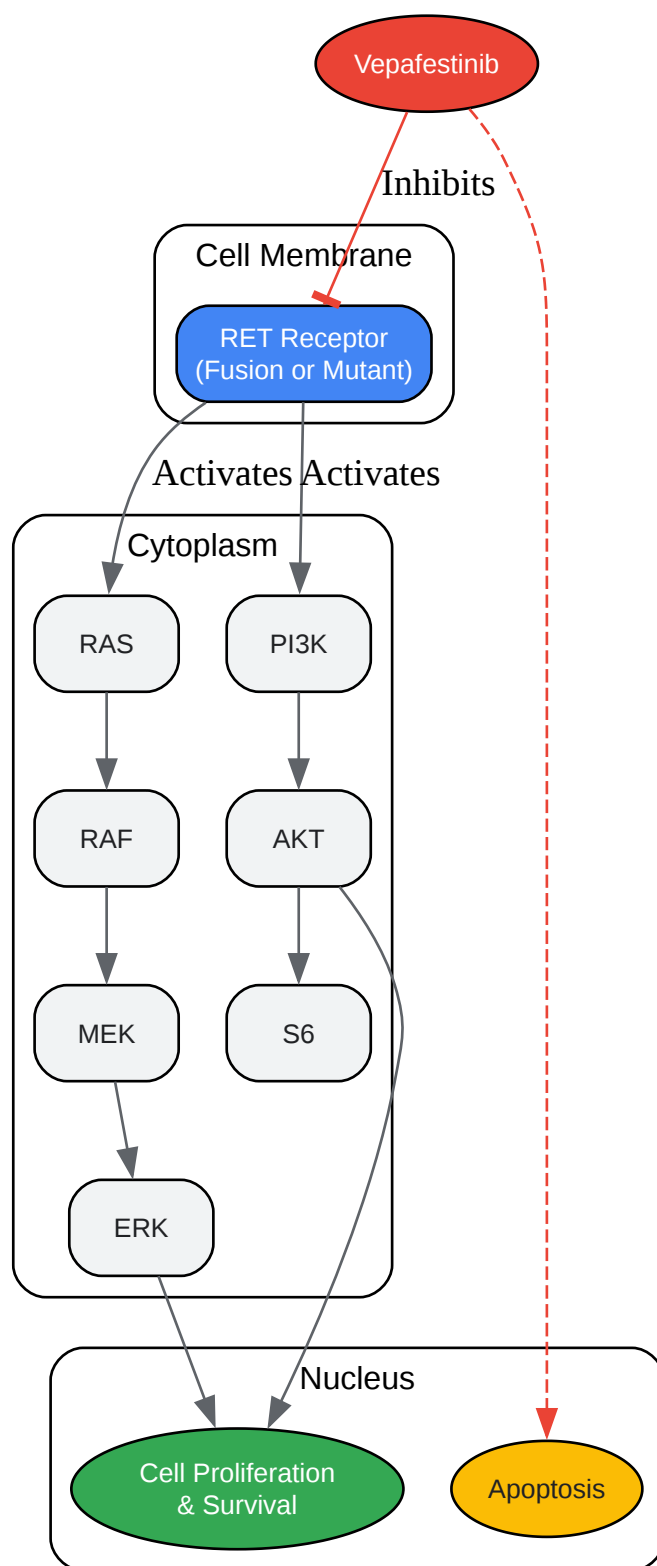 Vepafestinib
Inhibits
Cell Membrane
RET Receptor
(Fusion or Mutant)
Activates
Activates
Cytoplasm
RAS
PI3K
RAF
AKT
MEK
S6
ERK
Nucleus
Cell Proliferation
& Survival
Apoptosis